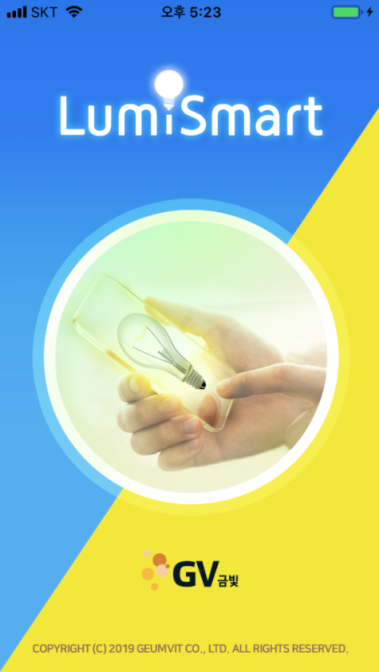 SKT 오후 5:23
LumiSmart
GV금빛
COPYRIGHT (C) 2019 GEUMVIT CO., LTD. ALL RIGHTS RESERVED.